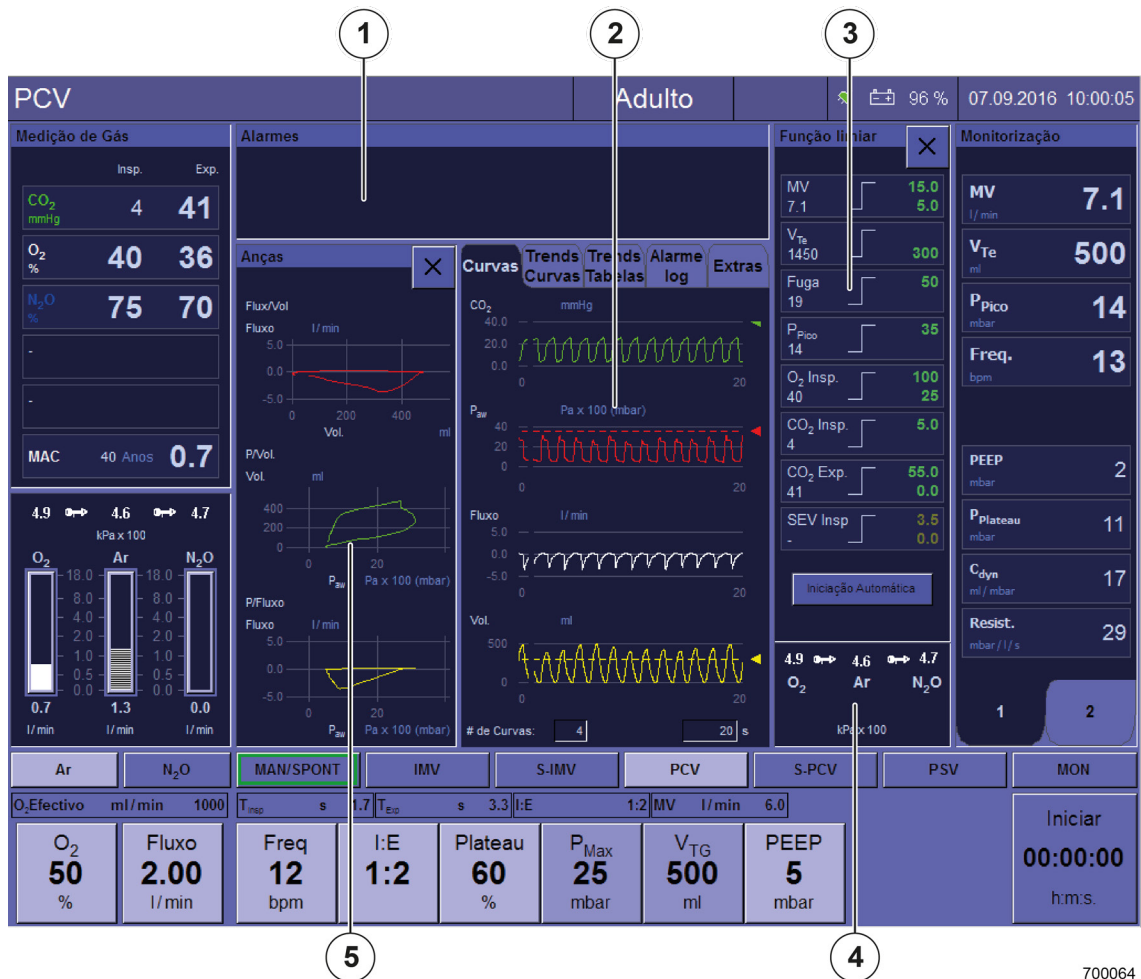 1 2 3
PCV Adulto 96 % 07.09.2016 10:00:05
Medição de Gás
Insp. Exp.
CO2 4 41
mmHg
O2 40 36
%
N2O 75 70
%
-
-
MAC 40 Anos 0.7
4.9 4.6 4.7
kPa x 100
O2 Ar N2O
18.0 18.0
8.0 8.0
4.0 4.0
2.0 2.0
1.0 1.0
0.5 0.5
0.0 0.0
0.7 1.3 0.0
l/min l/min l/min
Alarmes
Anças
Flux/Vol
Fluxo l/min
5.0
0.0
-5.0
0 200 400
Vol. ml
P/Vol.
Vol. ml
400
200
0
0 20
Paw Pa x 100 (mbar)
P/Fluxo
Fluxo l/min
5.0
0.0
-5.0
0 20
Paw Pa x 100 (mbar)
Curvas Trends Curvas Trends Tabelas Alarme log Extras
CO2 mmHg
40.0
20.0
0.0
0 20
Paw Pa x 100 (mbar)
40
20
0
0 20
Fluxo l/min
5.0
0.0
-5.0
0 20
Vol. ml
500
0
0 20
# de Curvas: 4 20 s
Função limiar
MV 15.0
7.1 5.0
VTe
1450 300
Fuga 50
19
PPico 35
14
O2 Insp. 100
40 25
CO2 Insp. 5.0
4
CO2 Exp. 55.0
41 0.0
SEV Insp 3.5
- 0.0
Iniciação Automática
4.9 4.6 4.7
O2 Ar N2O
kPa x 100
Monitorização
MV 7.1
l/min
VTe 500
ml
PPico 14
mbar
Freq. 13
bpm
PEEP 2
mbar
PPlateau 11
mbar
Cdyn 17
ml/mbar
Resist. 29
mbar/l/s
1 2
Ar N2O MAN/SPONT IMV S-IMV PCV S-PCV PSV MON
O2Efectivo ml/min 1000 Tinsp s 1.7 TExp s 3.3 I:E 1:2 MV l/min 6.0
O2 Fluxo Freq I:E Plateau PMax VTG PEEP
50 2.00 12 1:2 60 25 500 5
% l/min bpm % mbar ml mbar
Iniciar
00:00:00
h:m:s.
5 4
700064